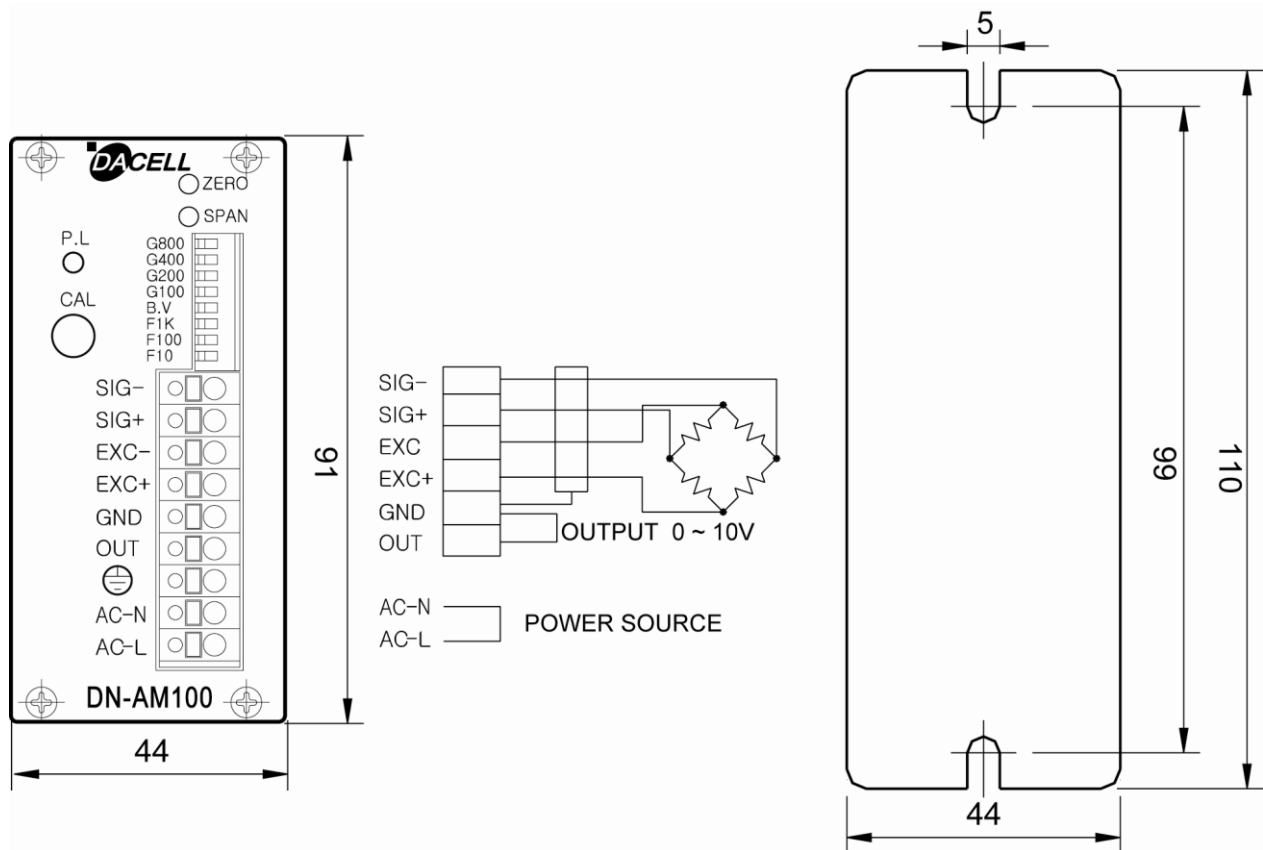 DACELL
ZERO
SPAN
P.L
CAL
G800
G400
G200
G100
B.V
F1K
F100
F10
SIG-
SIG+
EXC-
EXC+
GND
OUT
AC-N
AC-L
DN-AM100
91
44
SIG-
SIG+
EXC
EXC+
GND
OUT
OUTPUT 0 ~ 10V
AC-N
AC-L
POWER SOURCE
5
99
110
44